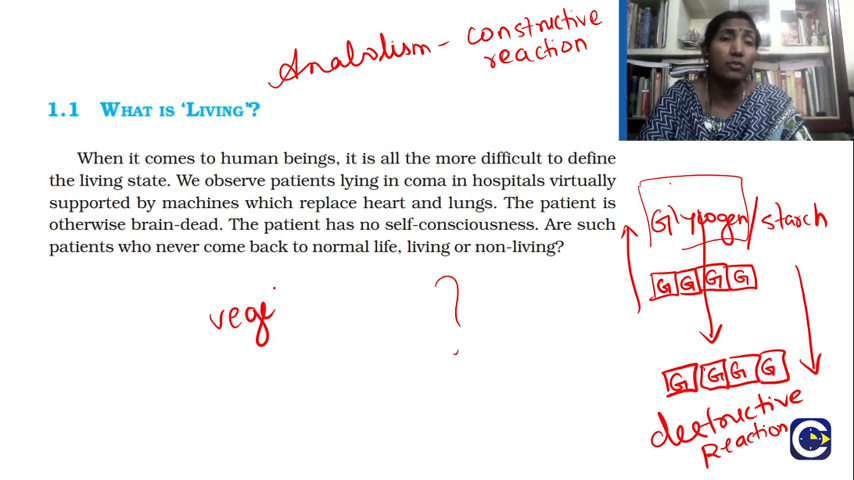 Anabolism - constructive
reaction
1.1 WHAT IS 'LIVING'?
When it comes to human beings, it is all the more difficult to define
the living state. We observe patients lying in coma in hospitals virtually
supported by machines which replace heart and lungs. The patient is
otherwise brain-dead. The patient has no self-consciousness. Are such
patients who never come back to normal life, living or non-living?
Glycogen/starch
G G G G
G G G G
destructive
Reaction
vege
?